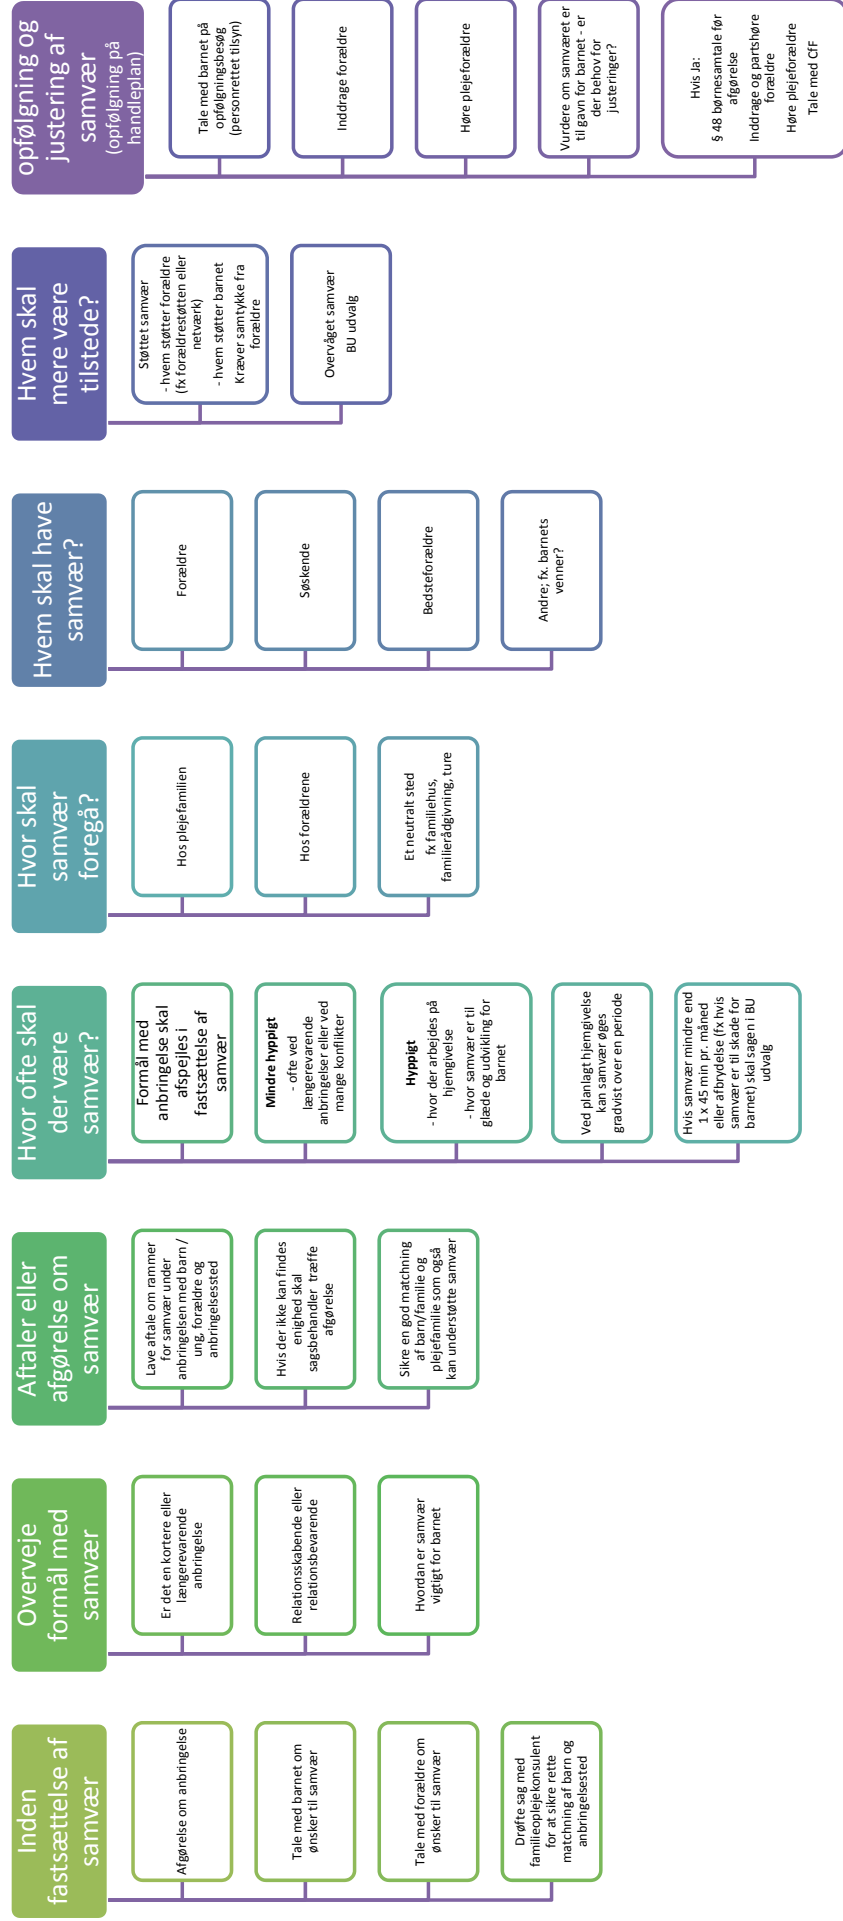 Inden
fastsættelse af
samvær
Afgørelse om anbringelse
Tale med barnet om
ønsker til samvær
Tale med forældre om
ønsker til samvær
Drøfte sag med
familieoplejekonsulent
for at sikre rette
matchning af barn og
anbringelsessted
Overveje
formål med
samvær
Er det en kortere eller
længerevarende
anbringelse
Relationsskabende eller
relationsbevarende
Hvordan er samvær
vigtigt for barnet
Aftaler eller
afgørelse om
samvær
Lave aftale om rammer
for samvær under
anbringelsen med barn /
ung, forældre og
anbringelsessted
Hvis der ikke kan findes
enighed skal
sagsbehandler træffe
afgørelse
Sikre en god matchning
af barn/familie og
plejefamilie som også
kan understøtte samvær
Hvor ofte skal
der være
samvær?
Formål med
anbringelse skal
afspejles i
fastsættelse af
samvær
Mindre hyppigt
- ofte ved
længerevarende
anbringelser eller ved
mange konflikter
Hyppigt
- hvor der arbejdes på
hjemgivelse
- hvor samvær er til
glæde og udvikling for
barnet
Ved planlagt hjemgivelse
kan samvær øges
gradvist over en periode
Hvis samvær mindre end
1 x 45 min pr. måned
eller afbrydelse (fx hvis
samvær er til skade for
barnet) skal sagen i BU
udvalg
Hvor skal
samvær
foregå?
Hos plejefamilien
Hos forældrene
Et neutralt sted
fx familiehus,
familierådgivning, ture
Hvem skal have
samvær?
Forældre
Søskende
Bedsteforældre
Andre; fx. barnets
venner?
Hvem skal
mere være
tilstede?
Støttet samvær
- hvem støtter forældre
(fx forældrestøtten eller
netværk)
- hvem støtter barnet
Kræver samtykke fra
forældre
Overvåget samvær
BU udvalg
opfølgning og
justering af
samvær
(opfølgning på
handleplan)
Tale med barnet på
opfølgningsbesøg
(personrettet tilsyn)
Inddrage forældre
Høre plejeforældre
Vurdere om samværet er
til gavn for barnet - er
der behov for
justeringer?
Hvis Ja:
§ 48 børnesamtale før
afgørelse
Inddrage og partshøre
forældre
Høre plejeforældre
Tale med CfF